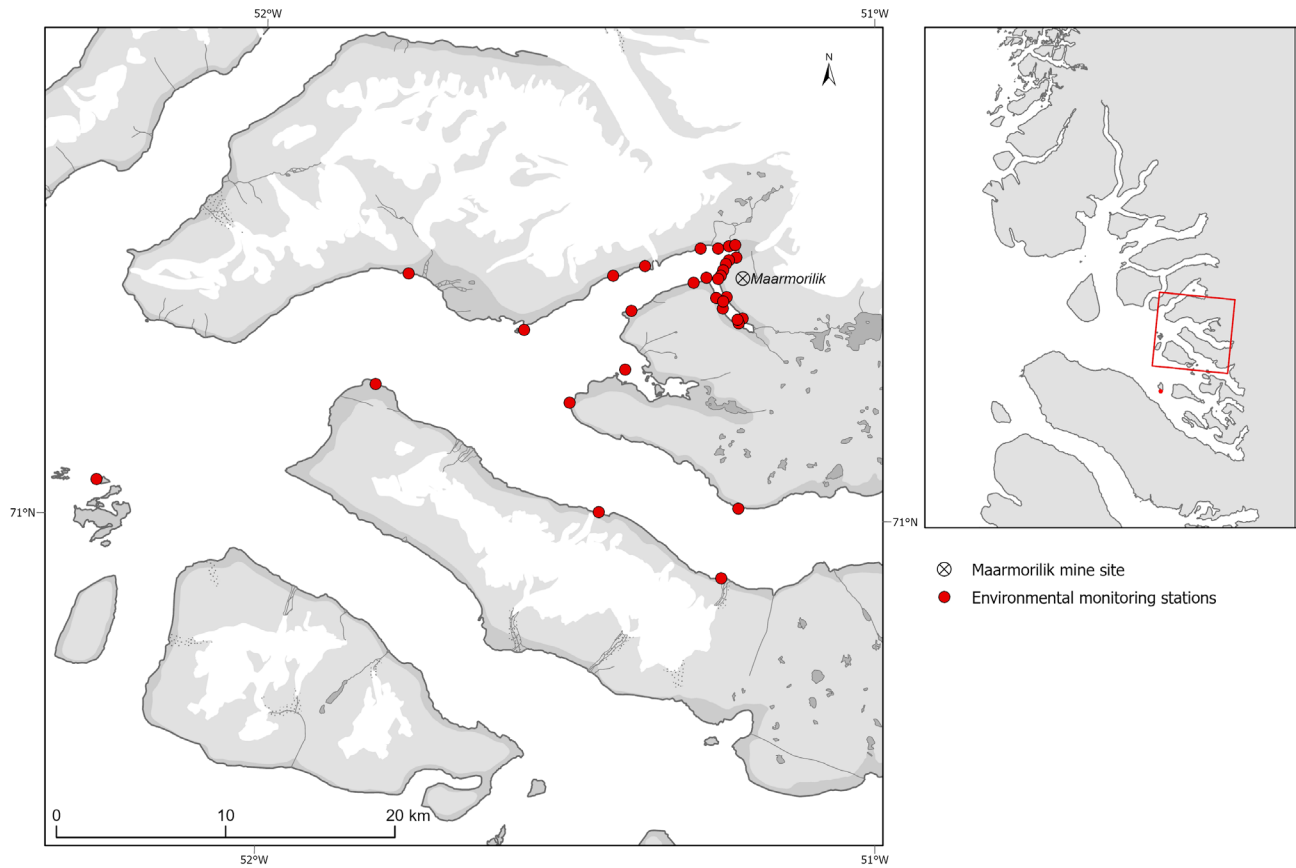 52°W
51°W
N
Maarmorilik
71°N
71°N
Maarmorilik mine site
Environmental monitoring stations
0
10
20 km
52°W
51°W